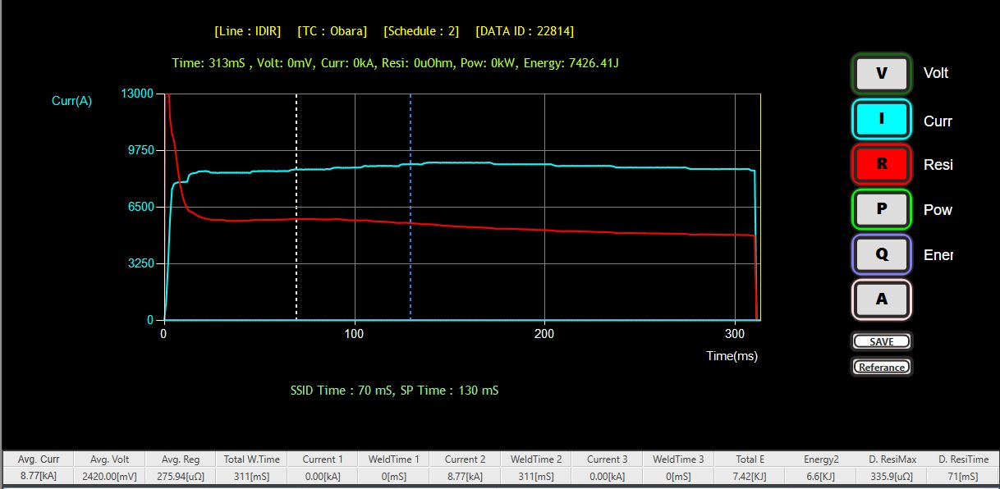 [Line : IDIR] [TC : Obara] [Schedule : 2] [DATA ID : 22814]
Time: 313mS , Volt: 0mV, Curr: 0kA, Resi: 0uOhm, Pow: 0kW, Energy: 7426.41J
Curr(A)
13000
9750
6500
3250
0
0 100 200 300
Time(ms)
SSID Time : 70 mS, SP Time : 130 mS
V Volt
I Curr
R Resi
P Pow
Q Ener
A
SAVE
Referance
Avg. Curr Avg. Volt Avg. Reg Total W.Time Current 1 WeldTime 1 Current 2 WeldTime 2 Current 3 WeldTime 3 Total E Energy2 D. ResiMax D. ResiTime
8.77[kA] 2420.00[mV] 275.94[uΩ] 311[mS] 0.00[kA] 0[mS] 8.77[kA] 311[mS] 0.00[kA] 0[mS] 7.42[KJ] 6.6[KJ] 335.9[uΩ] 71[mS]